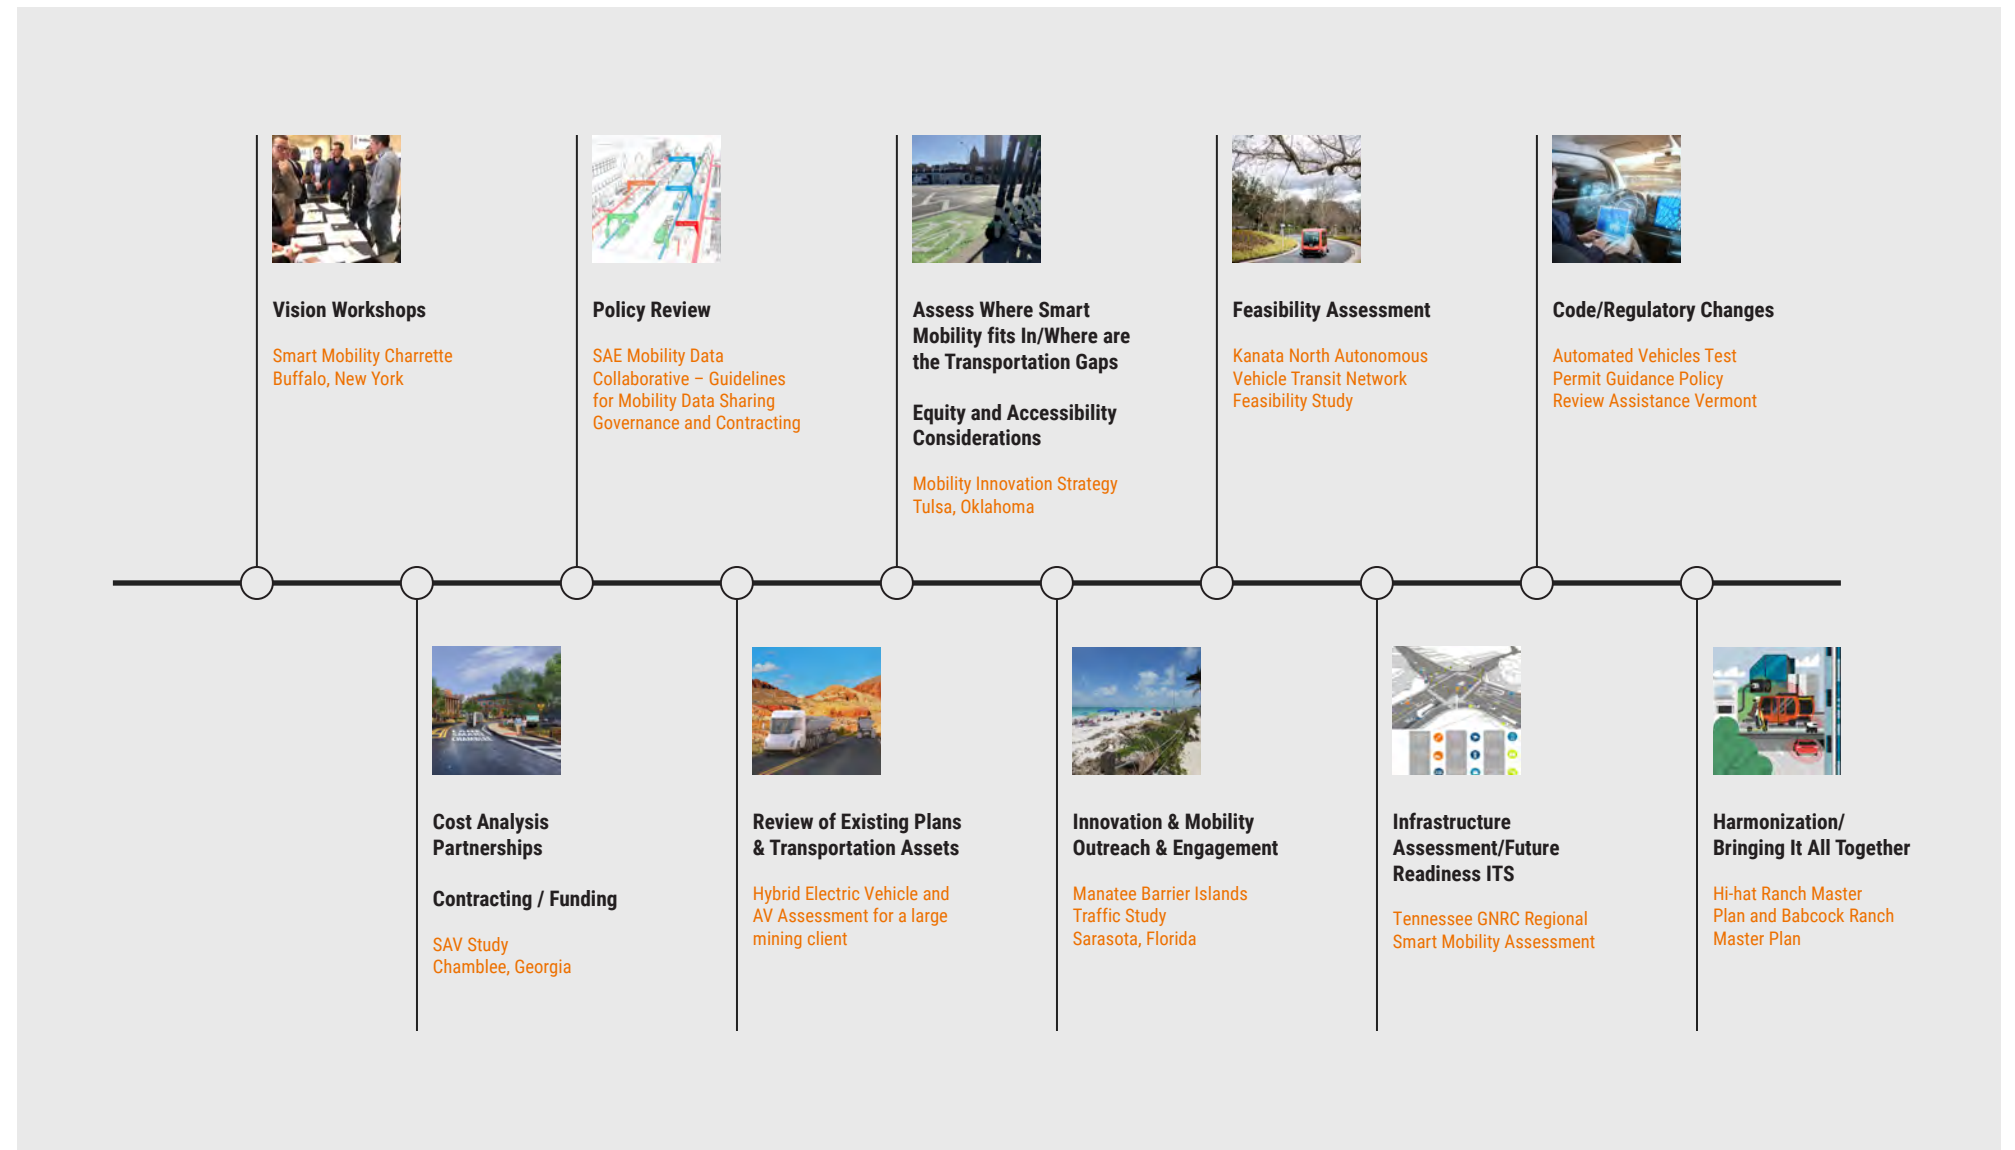 Vision Workshops
Smart Mobility Charrette
Buffalo, New York
Policy Review
SAE Mobility Data
Collaborative – Guidelines
for Mobility Data Sharing
Governance and Contracting
Assess Where Smart
Mobility fits In/Where are
the Transportation Gaps
Equity and Accessibility
Considerations
Mobility Innovation Strategy
Tulsa, Oklahoma
Feasibility Assessment
Kanata North Autonomous
Vehicle Transit Network
Feasibility Study
Code/Regulatory Changes
Automated Vehicles Test
Permit Guidance Policy
Review Assistance Vermont
Cost Analysis
Partnerships
Contracting / Funding
SAV Study
Chamblee, Georgia
Review of Existing Plans
& Transportation Assets
Hybrid Electric Vehicle and
AV Assessment for a large
mining client
Innovation & Mobility
Outreach & Engagement
Manatee Barrier Islands
Traffic Study
Sarasota, Florida
Infrastructure
Assessment/Future
Readiness ITS
Tennessee GNRC Regional
Smart Mobility Assessment
Harmonization/
Bringing It All Together
Hi-hat Ranch Master
Plan and Babcock Ranch
Master Plan